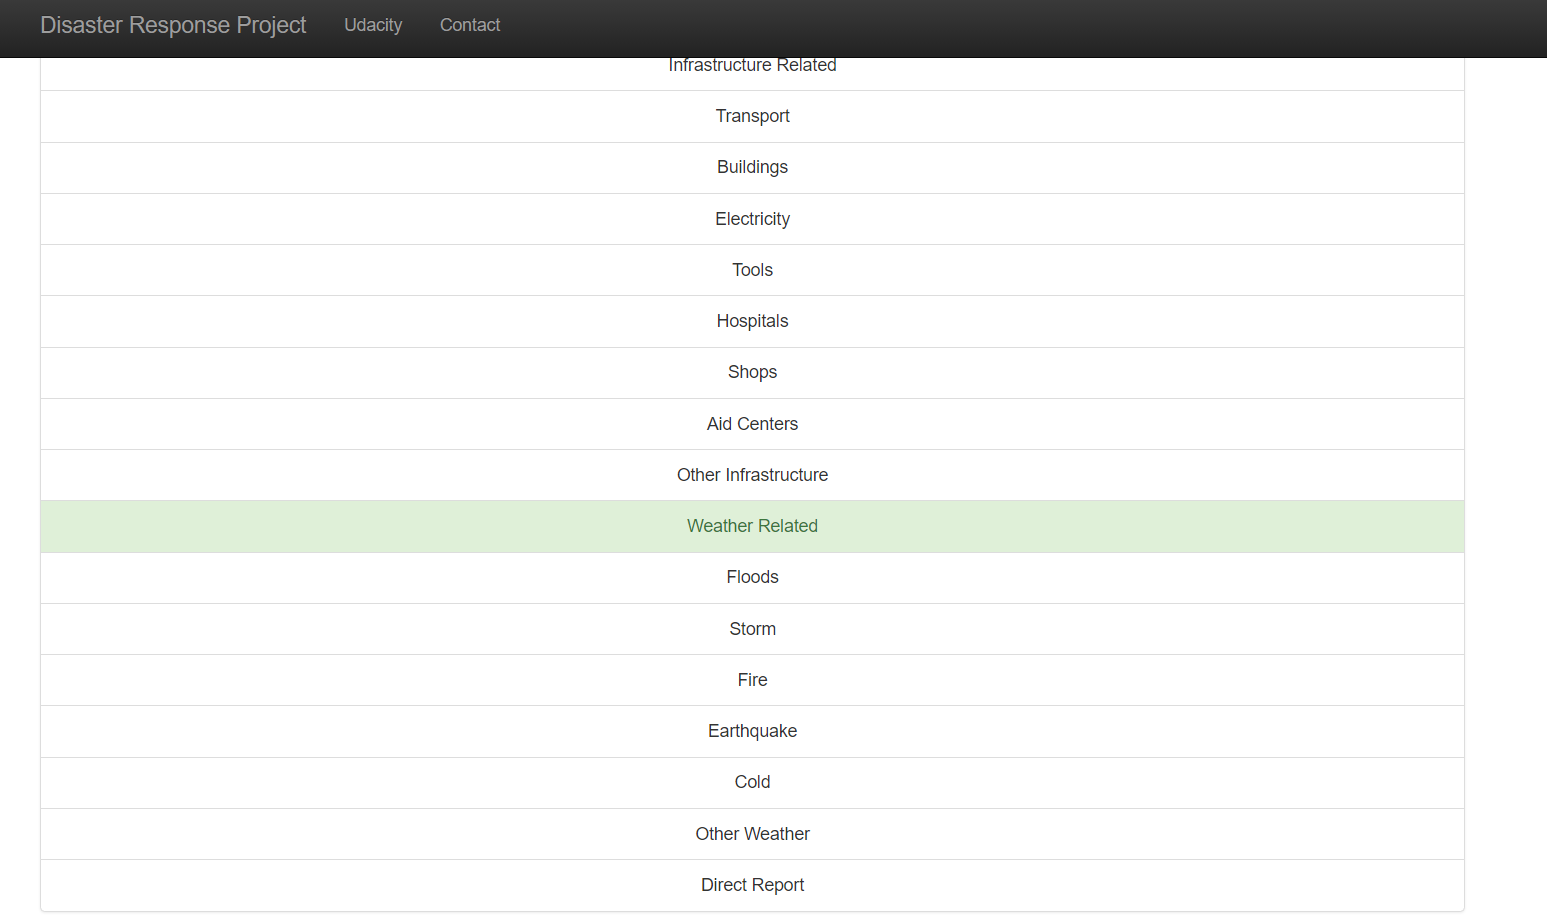 Disaster Response Project Udacity Contact
Infrastructure Related
Transport
Buildings
Electricity
Tools
Hospitals
Shops
Aid Centers
Other Infrastructure
Weather Related
Floods
Storm
Fire
Earthquake
Cold
Other Weather
Direct Report